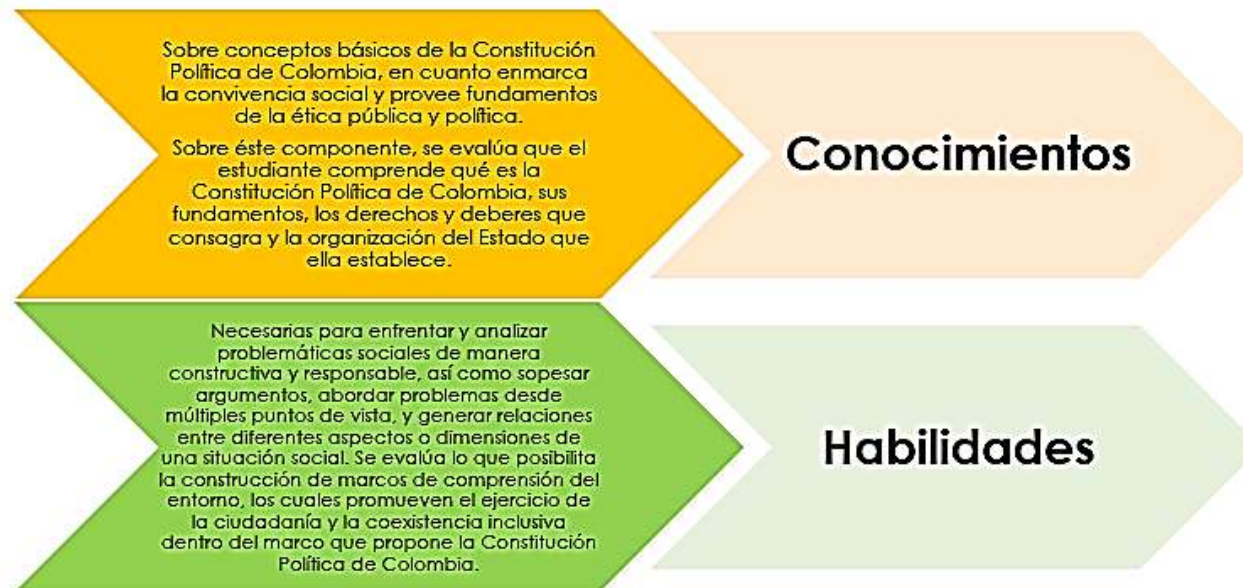 Sobre conceptos básicos de la Constitución
Política de Colombia, en cuanto enmarca
la convivencia social y provee fundamentos
de la ética pública y política.
Sobre éste componente, se evalúa que el
estudiante comprende qué es la
Constitución Política de Colombia, sus
fundamentos, los derechos y deberes que
consagra y la organización del Estado que
ella establece.
Conocimientos
Necesarias para enfrentar y analizar
problemáticas sociales de manera
constructiva y responsable, así como sopesar
argumentos, abordar problemas desde
múltiples puntos de vista, y generar relaciones
entre diferentes aspectos o dimensiones de
una situación social. Se evalúa lo que posibilita
la construcción de marcos de comprensión del
entorno, los cuales promueven el ejercicio de
la ciudadanía y la coexistencia inclusiva
dentro del marco que propone la Constitución
Política de Colombia.
Habilidades